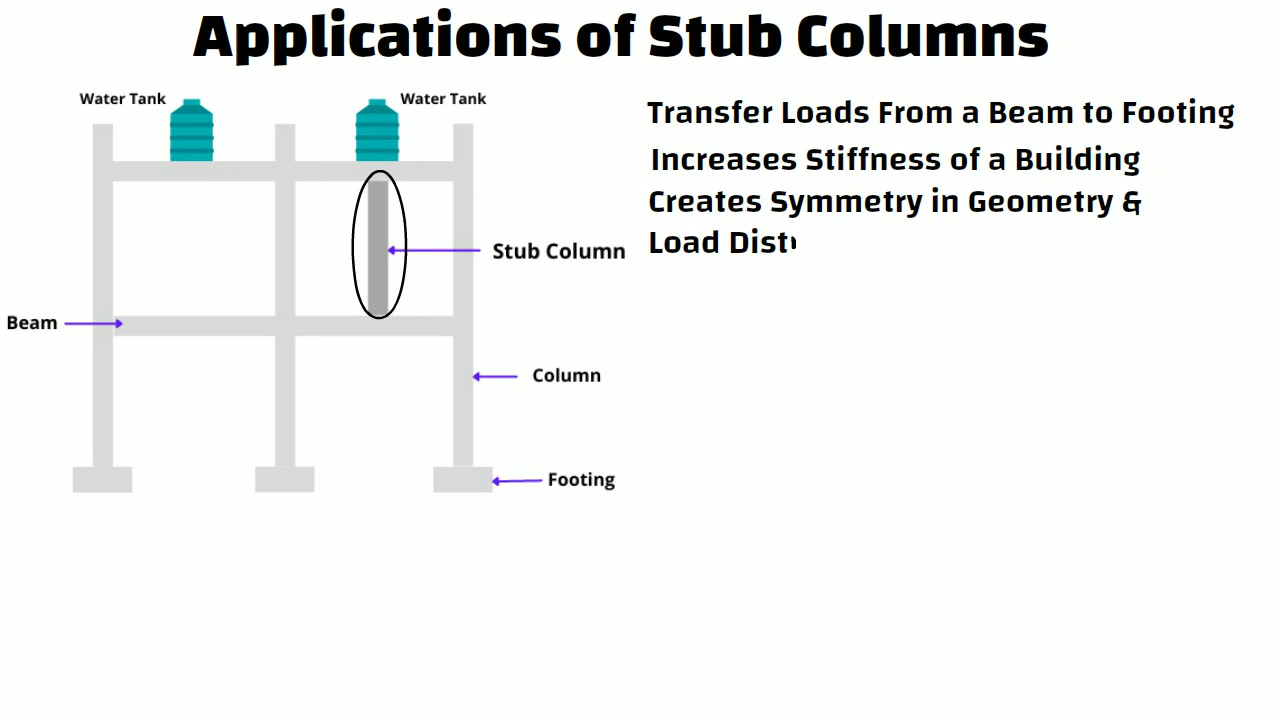 Applications of Stub Columns
Water Tank
Water Tank
Transfer Loads From a Beam to Footing
Increases Stiffness of a Building
Creates Symmetry in Geometry &
Load
Stub Column
Beam
Column
Footing